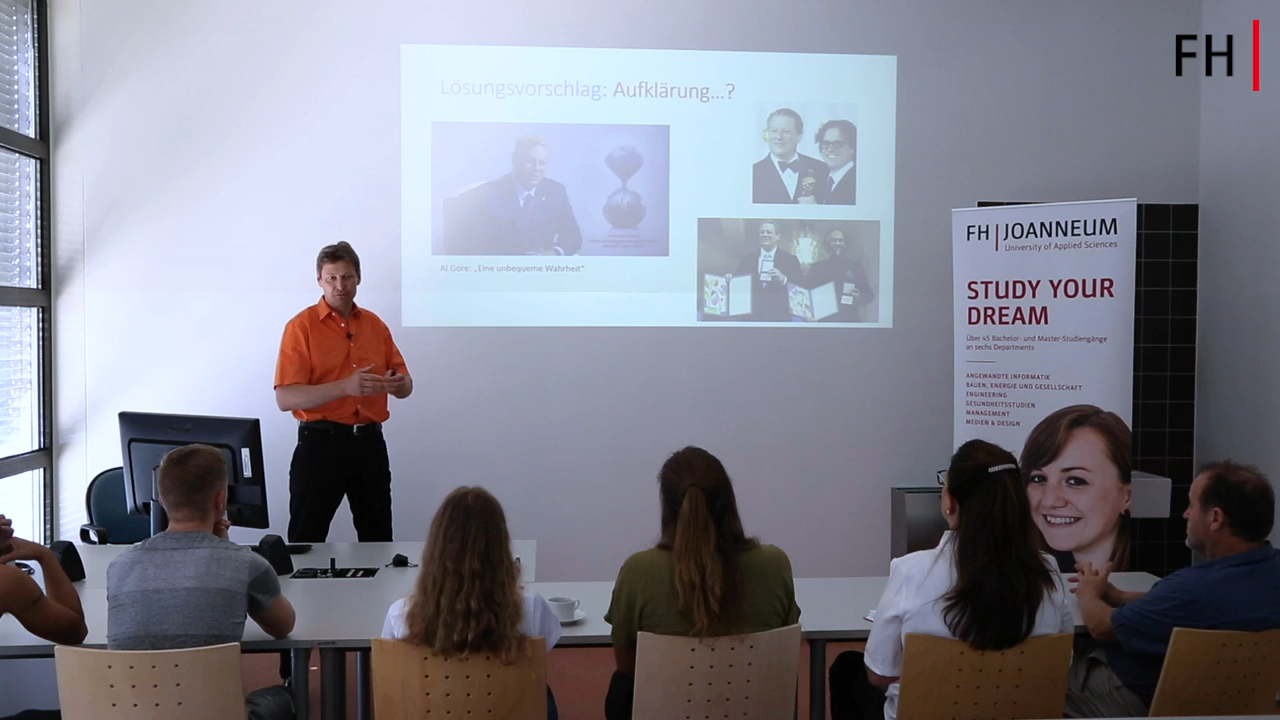 FH
Lösungsvorschlag: Aufklärung...?
Al Gore: „Eine unbequeme Wahrheit“
FH JOANNEUM
University of Applied Sciences
STUDY YOUR
DREAM
Über 45 Bachelor- und Master-Studiengänge
an sechs Departments
ANGEWANDTE INFORMATIK
BAUEN, ENERGIE UND GESELLSCHAFT
ENGINEERING
GESUNDHEITSSTUDIEN
MANAGEMENT
MEDIEN & DESIGN